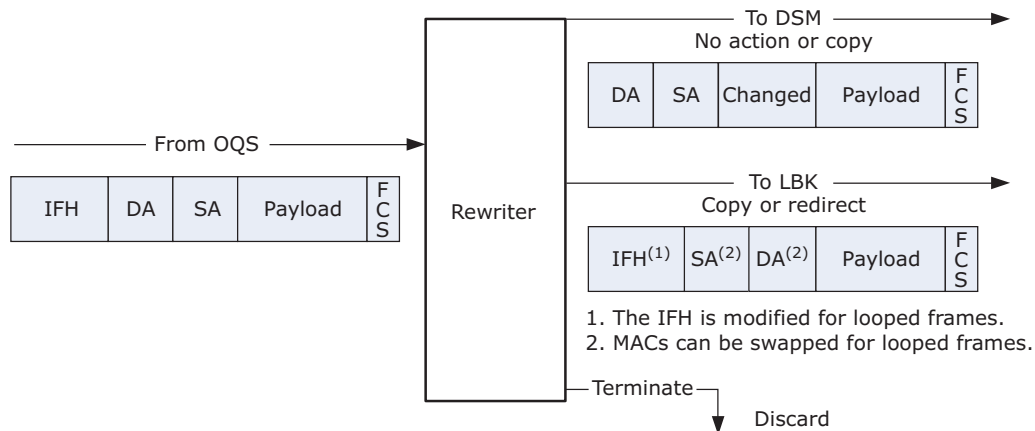 To DSM
No action or copy
DA SA Changed Payload FCS
From OQS
IFH DA SA Payload FCS
Rewriter
To LBK
Copy or redirect
IFH(1) SA(2) DA(2) Payload FCS
1. The IFH is modified for looped frames.
2. MACs can be swapped for looped frames.
Terminate
Discard